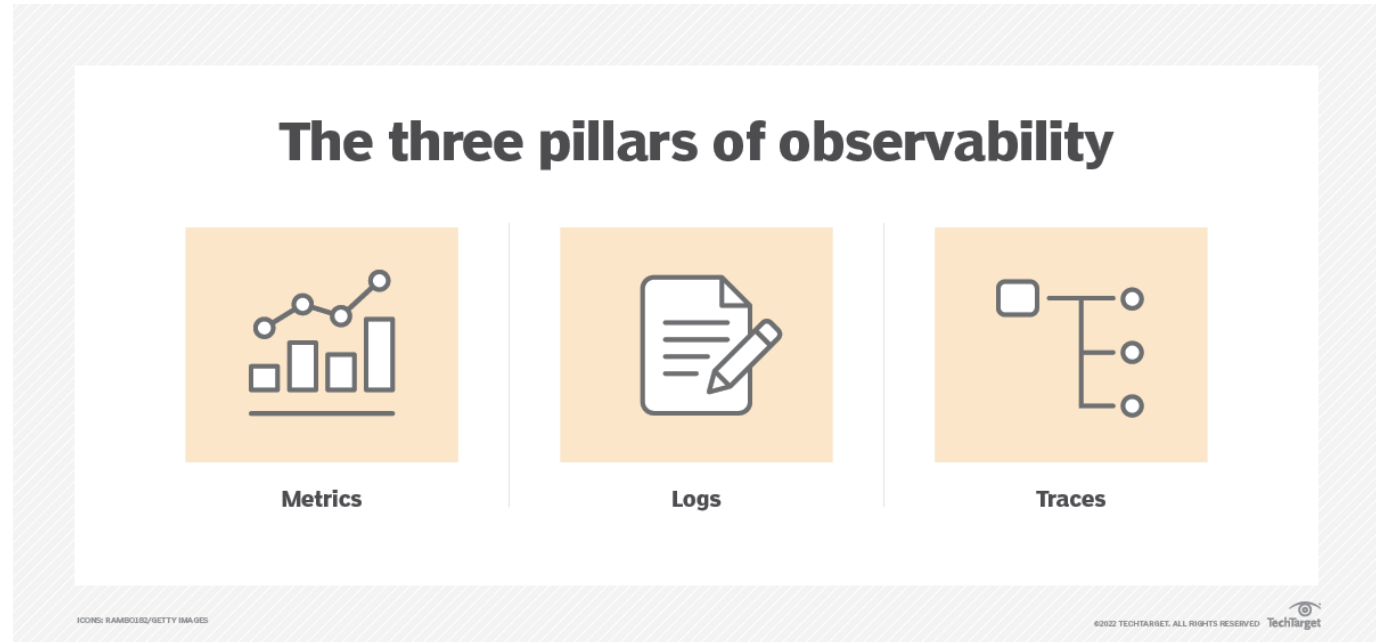 The three pillars of observability
Metrics
Logs
Traces
ICONS: RAMBO182/GETTY IMAGES
©2022 TECHTARGET. ALL RIGHTS RESERVED TechTarget